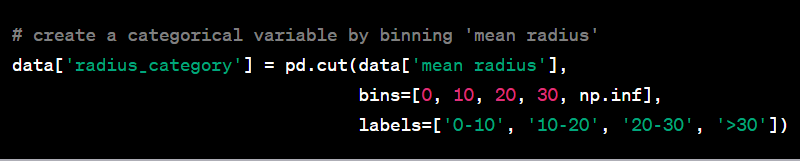 # create a categorical variable by binning 'mean radius'
data['radius_category'] = pd.cut(data['mean radius'],
                                 bins=[0, 10, 20, 30, np.inf],
                                 labels=['0-10', '10-20', '20-30', '>30'])